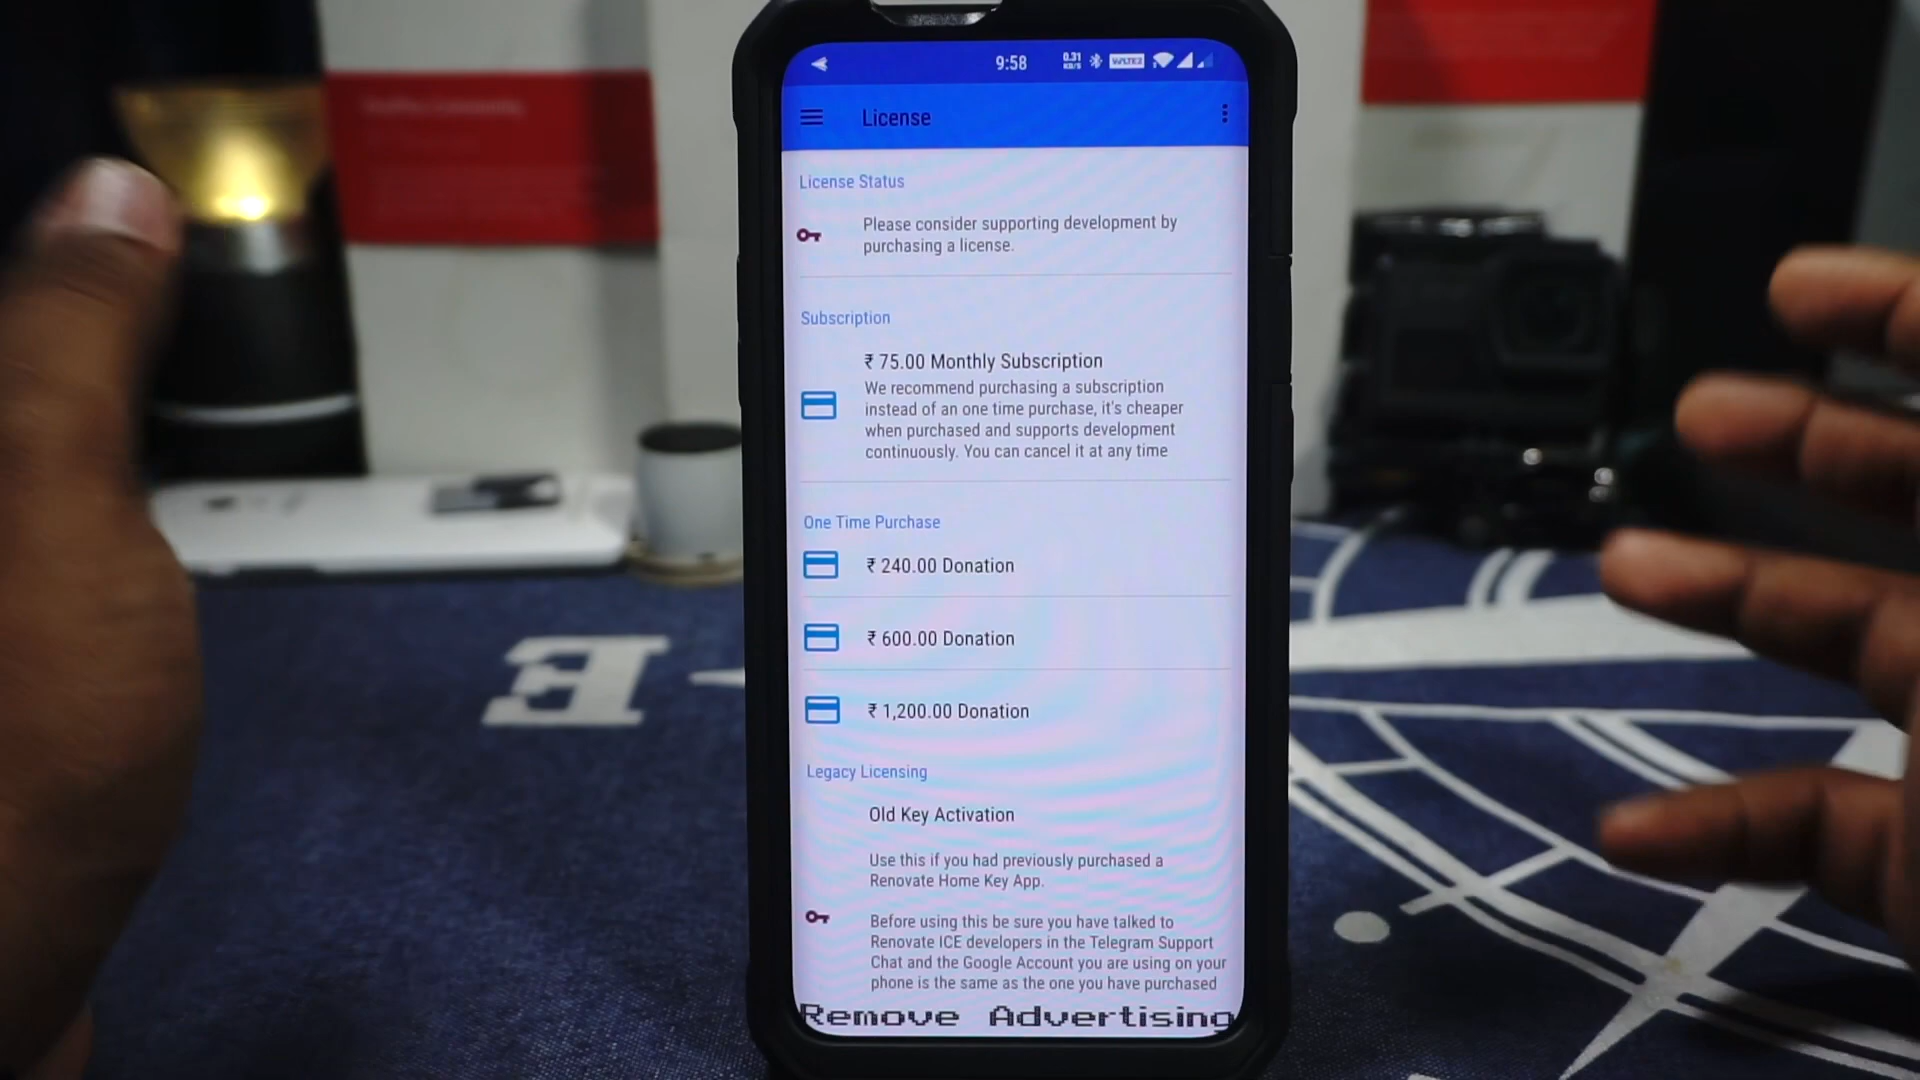 9:58
0.31
KB/S
VoLTE2
License
License Status
Please consider supporting development by
purchasing a license.
Subscription
₹ 75.00 Monthly Subscription
We recommend purchasing a subscription
instead of an one time purchase, it's cheaper
when purchased and supports development
continuously. You can cancel it at any time
One Time Purchase
₹ 240.00 Donation
₹ 600.00 Donation
₹ 1,200.00 Donation
Legacy Licensing
Old Key Activation
Use this if you had previously purchased a
Renovate Home Key App.
Before using this be sure you have talked to
Renovate ICE developers in the Telegram Support
Chat and the Google Account you are using on your
phone is the same as the one you have purchased
Remove Advertising
E